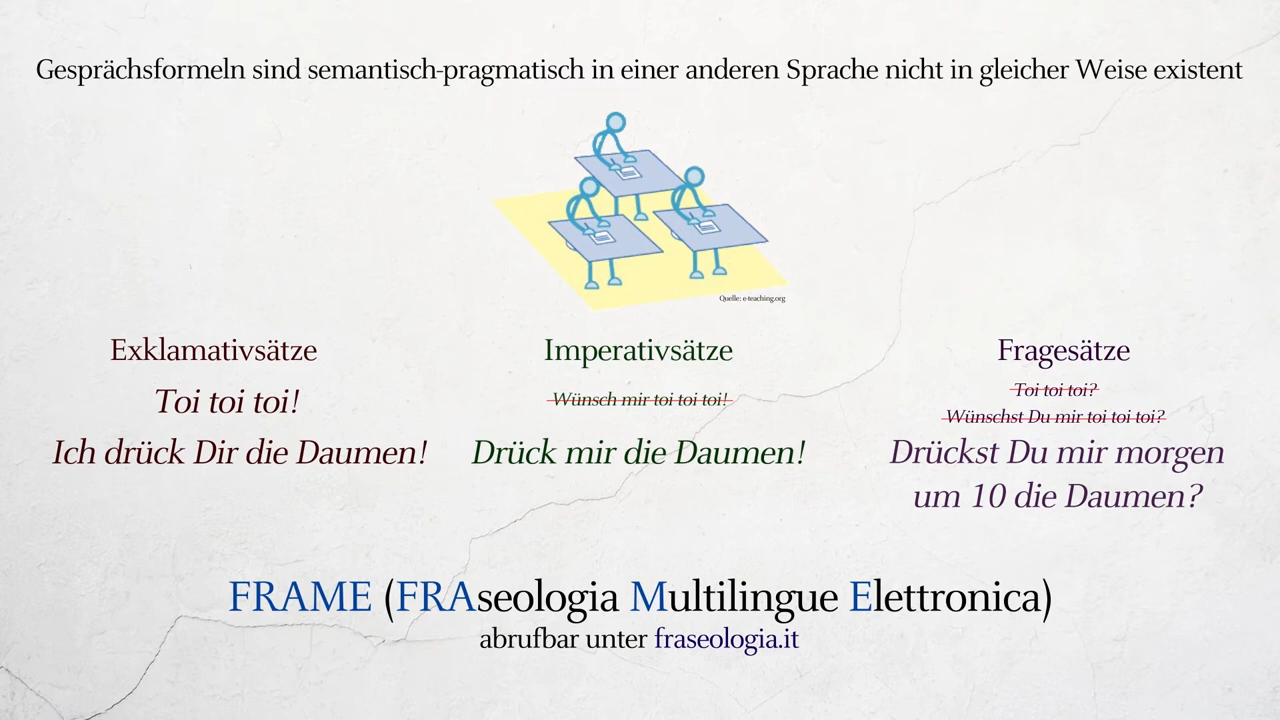 Gesprächsformeln sind semantisch-pragmatisch in einer anderen Sprache nicht in gleicher Weise existent
Quelle: e-teaching.org
Exklamativsätze
Toi toi toi!
Ich drück Dir die Daumen!
Imperativsätze
Wünsch mir toi toi toi!
Drück mir die Daumen!
Fragesätze
Toi toi toi?
Wünschst Du mir toi toi toi?
Drückst Du mir morgen
um 10 die Daumen?
FRAME (FRAseologia Multilingue Elettronica)
abrufbar unter fraseologia.it